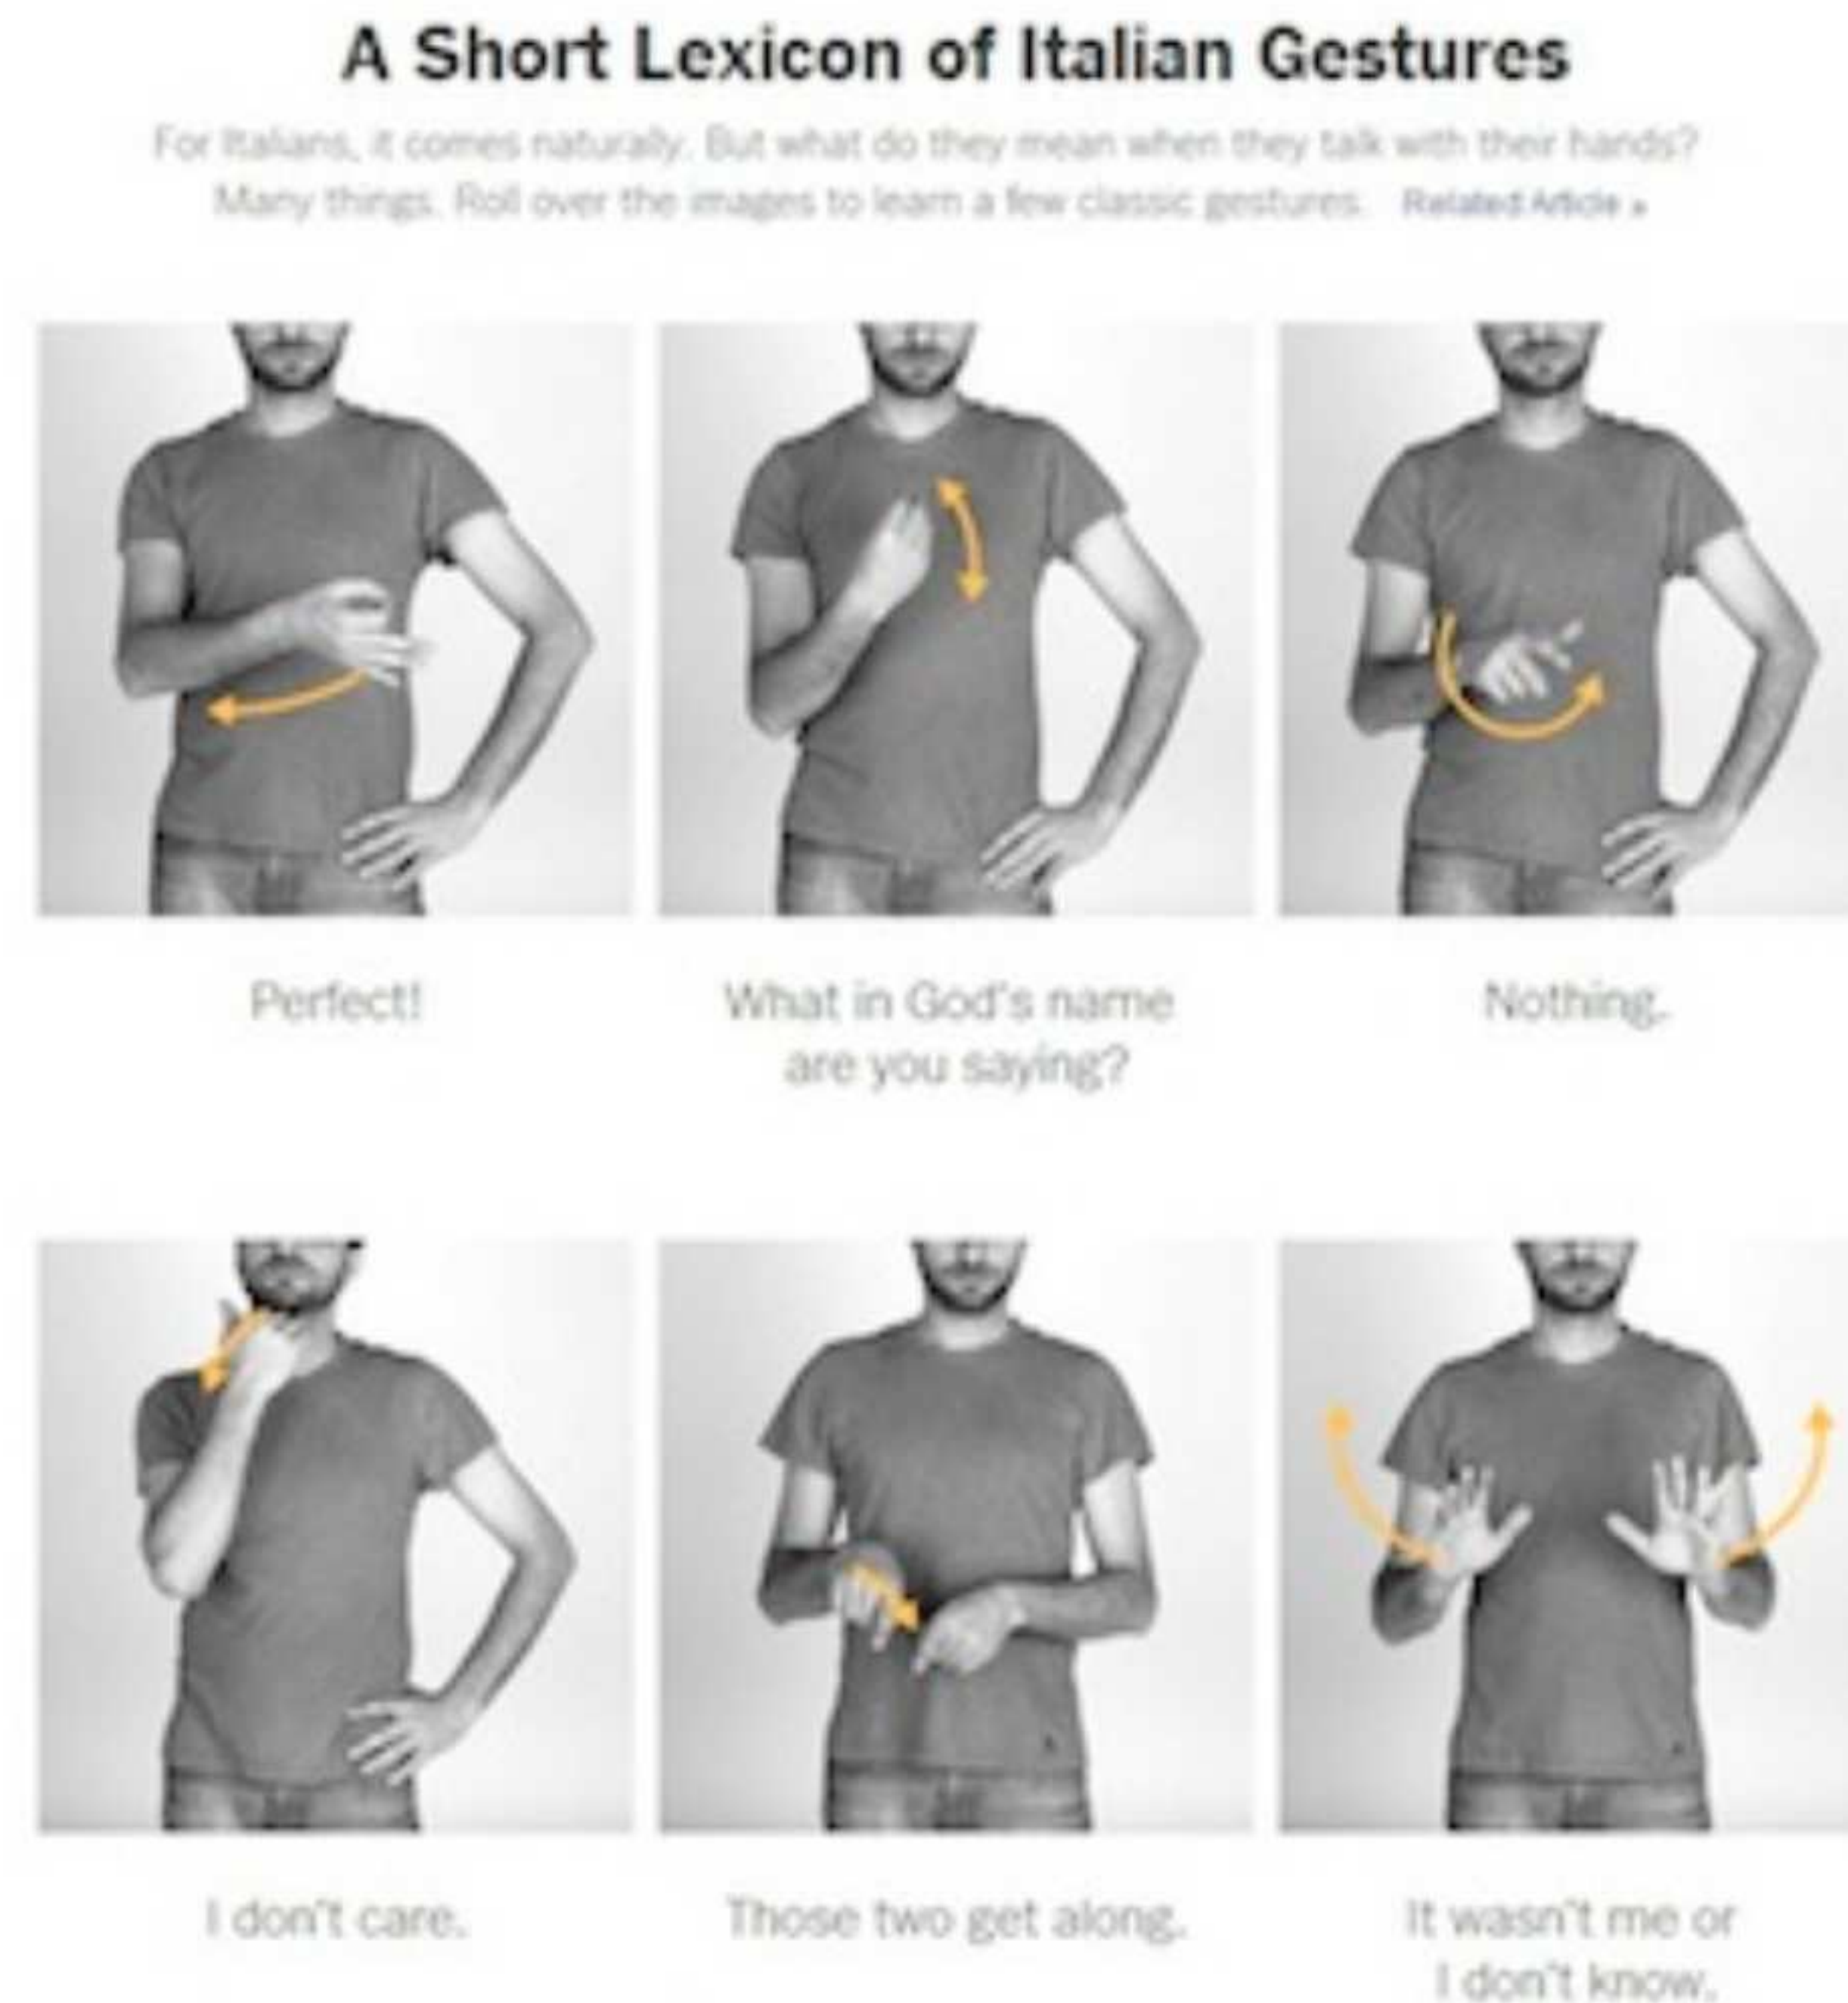 A Short Lexicon of Italian Gestures
For Italians, it comes naturally. But what do they mean when they talk with their hands?
Many things. Roll over the images to learn a few classic gestures. Related Article »
Perfect!
What in God's name
are you saying?
Nothing.
I don't care.
Those two get along.
It wasn't me or
I don't know.